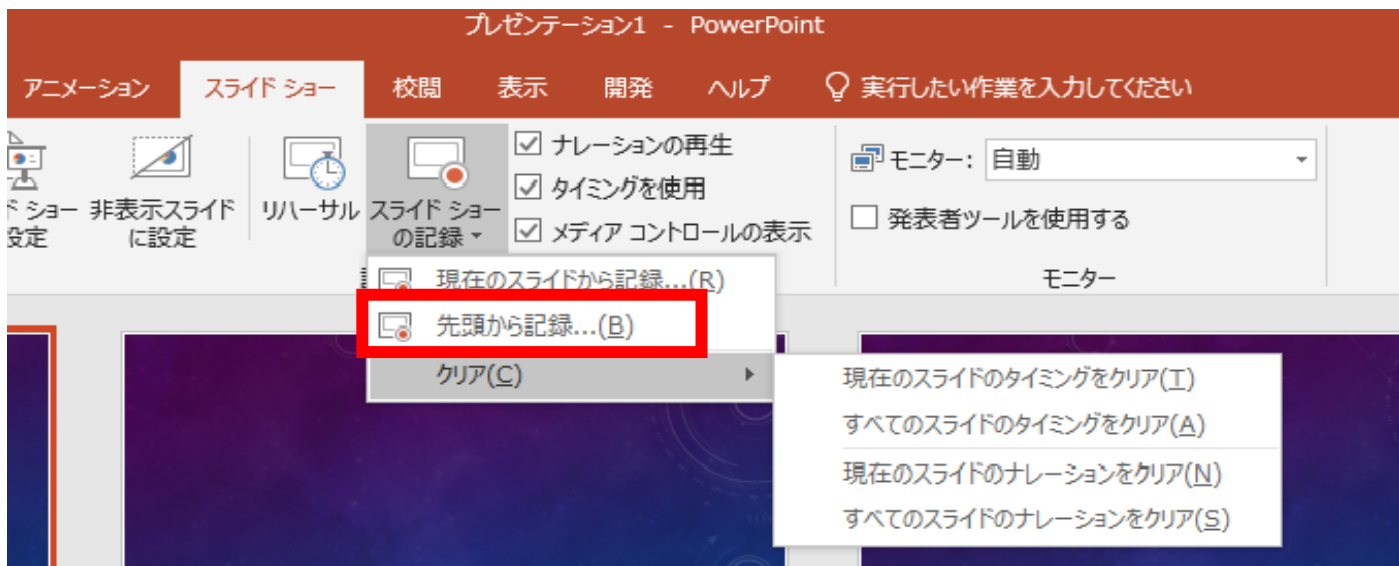 プレゼンテーション1 - PowerPoint
アニメーション スライド ショー 校閲 表示 開発 ヘルプ 実行したい作業を入力してください
ド ショー
設定
非表示スライド
に設定
リハーサル
スライド ショー
の記録
ナレーションの再生
タイミングを使用
メディア コントロールの表示
モニター: 自動
発表者ツールを使用する
モニター
現在のスライドから記録...(R)
先頭から記録...(B)
クリア(C)
現在のスライドのタイミングをクリア(T)
すべてのスライドのタイミングをクリア(A)
現在のスライドのナレーションをクリア(N)
すべてのスライドのナレーションをクリア(S)